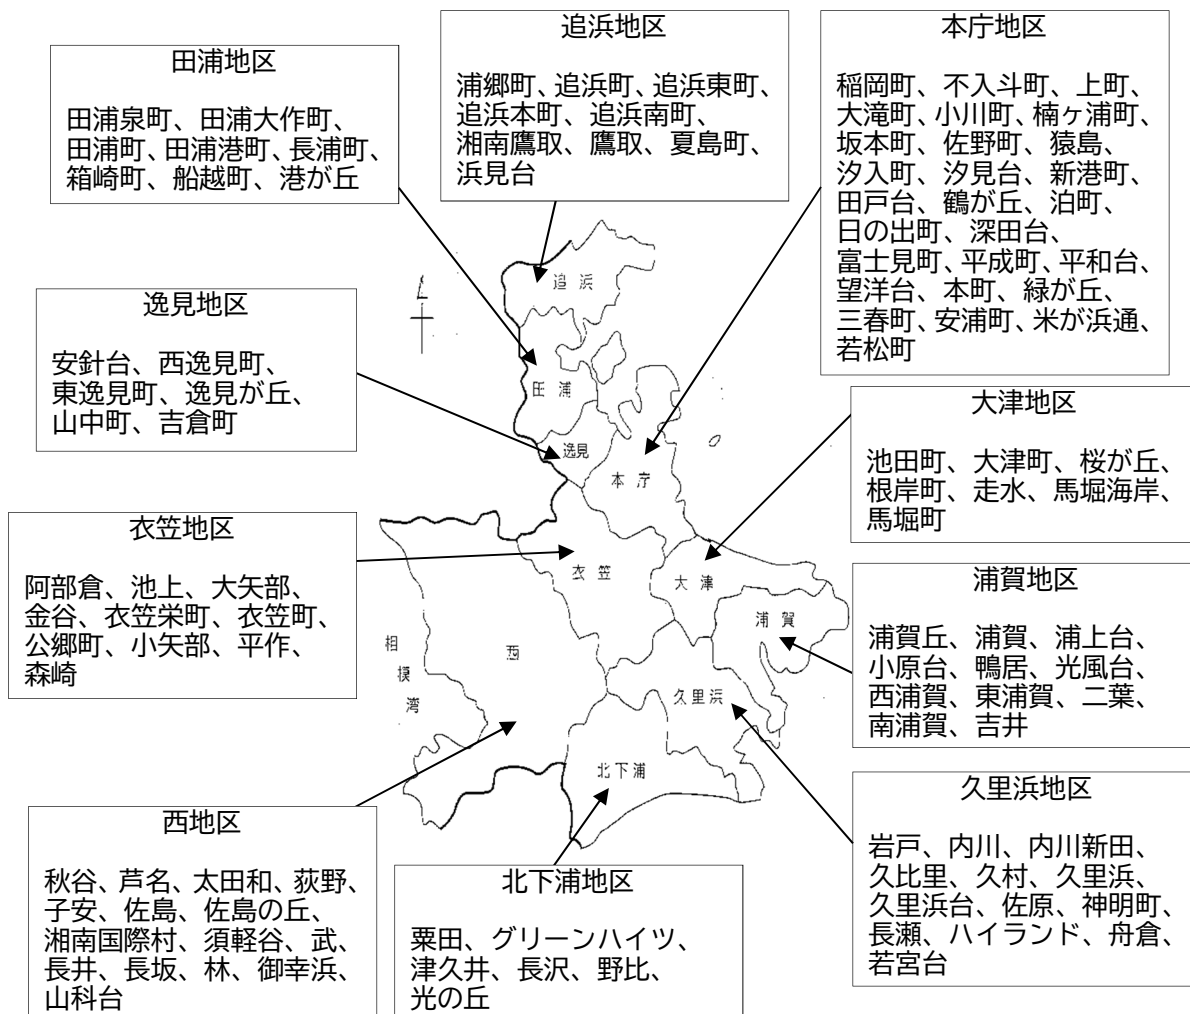 追浜地区
浦郷町、追浜町、追浜東町、
追浜本町、追浜南町、
湘南鷹取、鷹取、夏島町、
浜見台
本庁地区
稲岡町、不入斗町、上町、
大滝町、小川町、楠ヶ浦町、
坂本町、佐野町、猿島、
汐入町、汐見台、新港町、
田戸台、鶴が丘、泊町、
日の出町、深田台、
富士見町、平成町、平和台、
望洋台、本町、緑が丘、
三春町、安浦町、米が浜通、
若松町
田浦地区
田浦泉町、田浦大作町、
田浦町、田浦港町、長浦町、
箱崎町、船越町、港が丘
逸見地区
安針台、西逸見町、
東逸見町、逸見が丘、
山中町、吉倉町
大津地区
池田町、大津町、桜が丘、
根岸町、走水、馬堀海岸、
馬堀町
衣笠地区
阿部倉、池上、大矢部、
金谷、衣笠栄町、衣笠町、
公郷町、小矢部、平作、
森崎
浦賀地区
浦賀丘、浦賀、浦上台、
小原台、鴨居、光風台、
西浦賀、東浦賀、二葉、
南浦賀、吉井
久里浜地区
岩戸、内川、内川新田、
久比里、久村、久里浜、
久里浜台、佐原、神明町、
長瀬、ハイランド、舟倉、
若宮台
西地区
秋谷、芦名、太田和、荻野、
子安、佐島、佐島の丘、
湘南国際村、須軽谷、武、
長井、長坂、林、御幸浜、
山科台
北下浦地区
粟田、グリーンハイツ、
津久井、長沢、野比、
光の丘
追浜
田浦
逸見
本庁
衣笠
大津
浦賀
西
相模湾
久里浜
北下浦